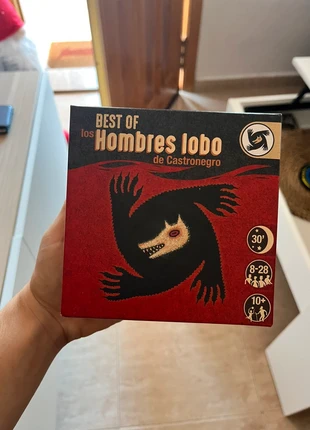 BEST OF
los Hombres lobo
de Castronegro
30'
8-28
10+